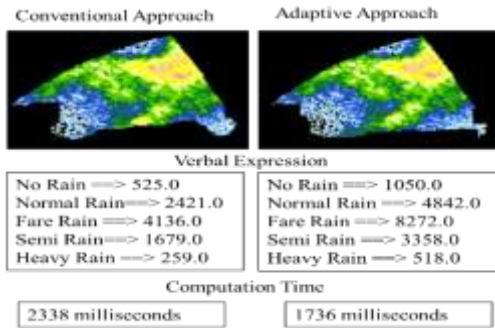 Conventional Approach
Adaptive Approach
Verbal Expression
No Rain ==> 525.0
Normal Rain==> 2421.0
Fare Rain ==> 4136.0
Semi Rain==> 1679.0
Heavy Rain ==> 259.0
No Rain ==> 1050.0
Normal Rain ==> 4842.0
Fare Rain ==> 8272.0
Semi Rain ==> 3358.0
Heavy Rain ==> 518.0
Computation Time
2338 milliseconds
1736 milliseconds